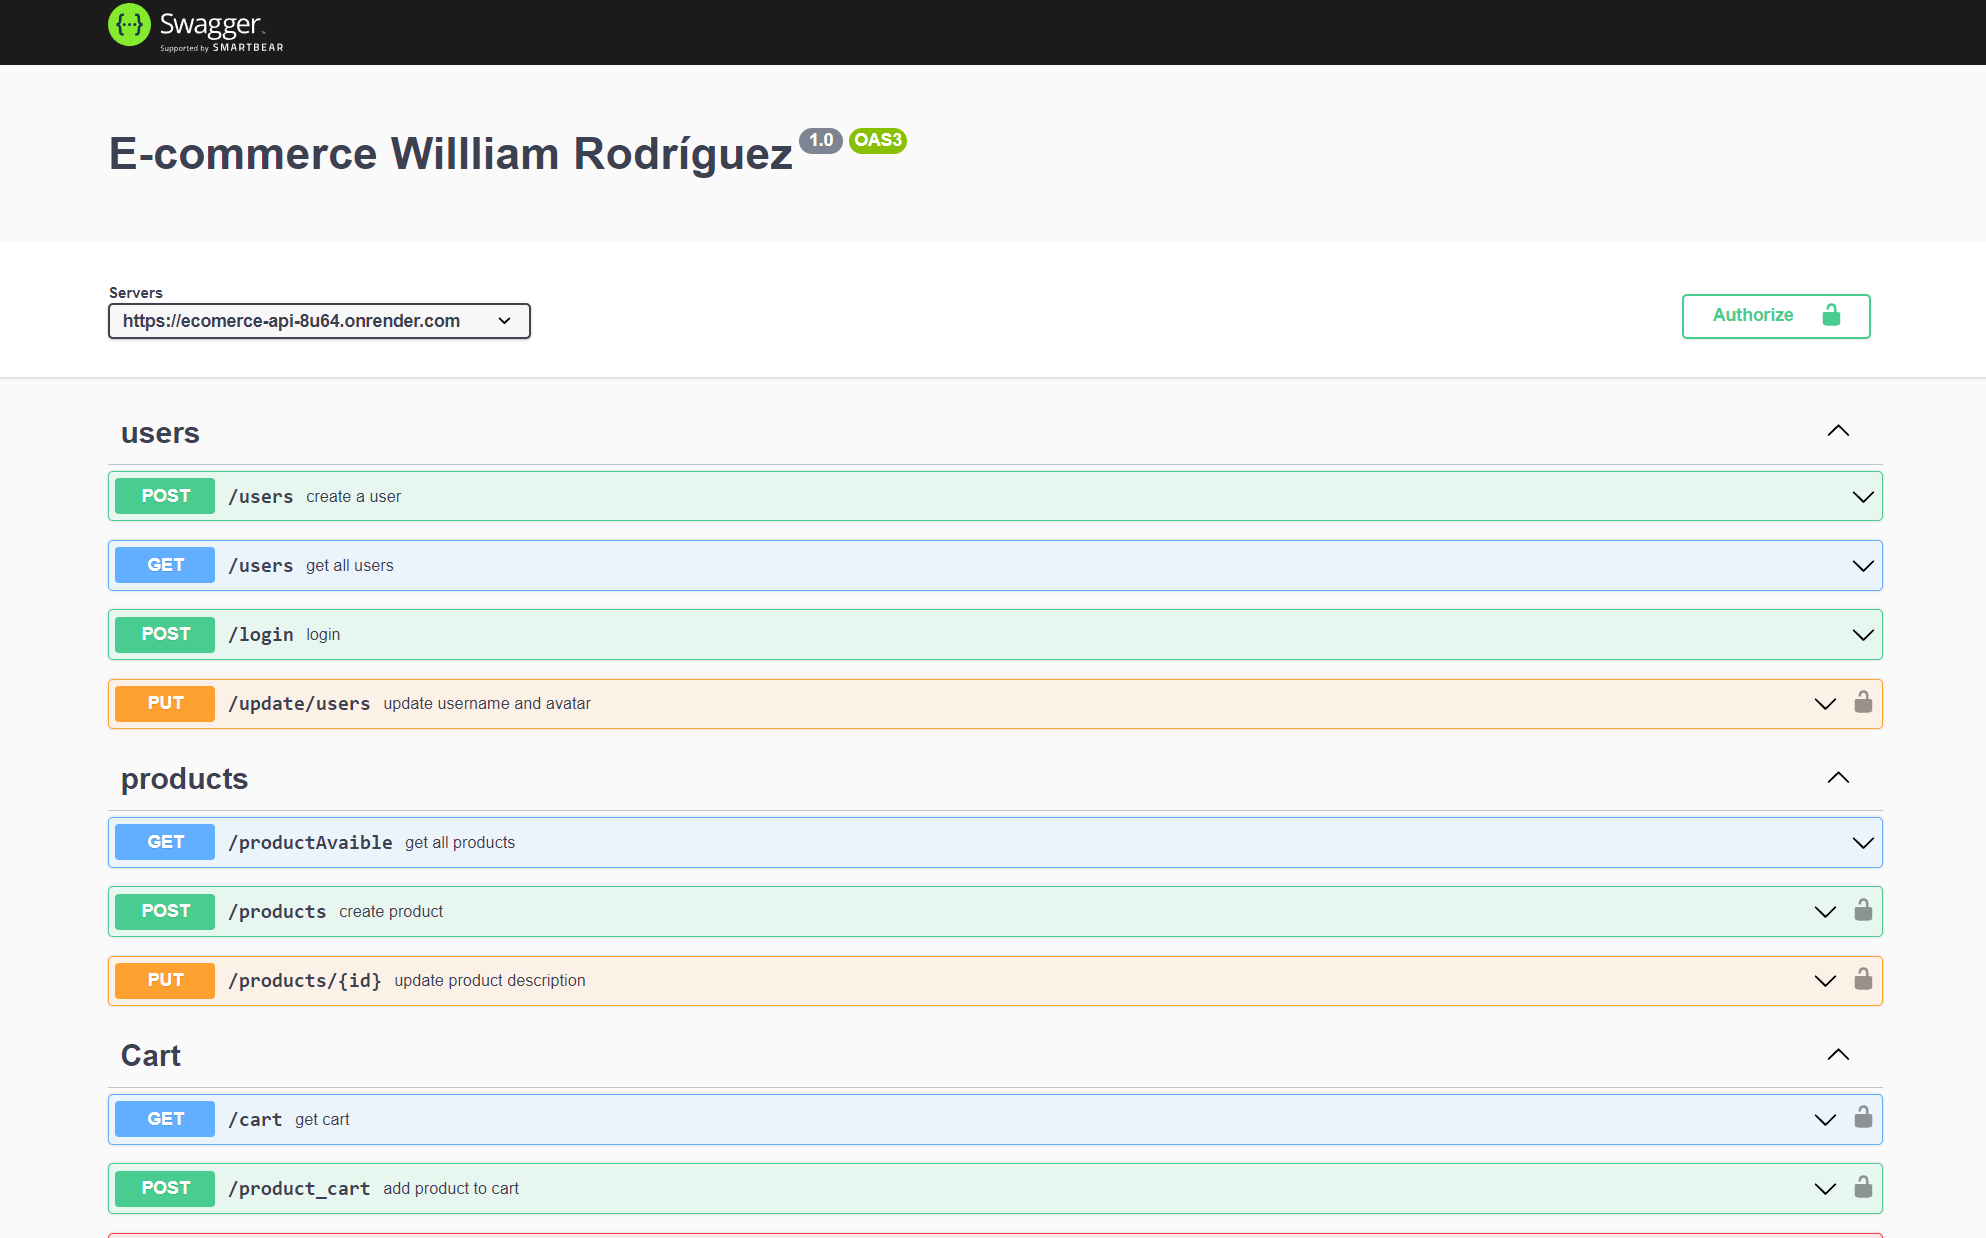 {···} Swagger
Supported by SMARTBEAR
E-commerce Willliam Rodríguez 1.0 OAS3
Servers
https://ecomerce-api-8u64.onrender.com
Authorize
users
POST /users create a user
GET /users get all users
POST /login login
PUT /update/users update username and avatar
products
GET /productAvaible get all products
POST /products create product
PUT /products/{id} update product description
Cart
GET /cart get cart
POST /product_cart add product to cart